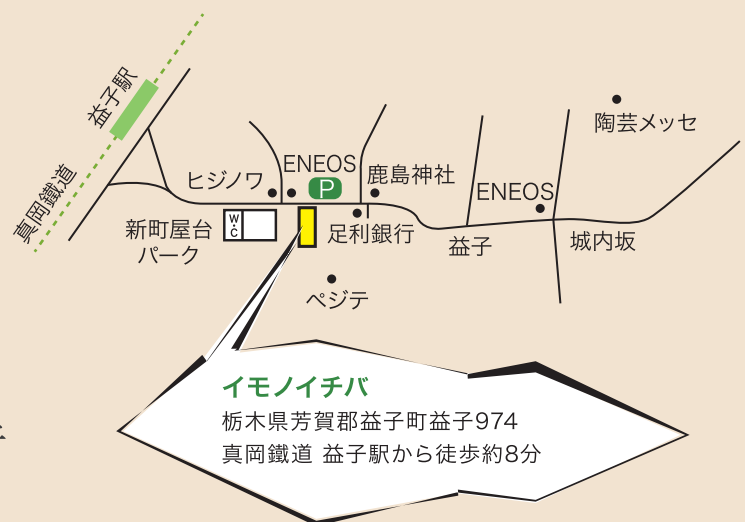 益子駅
真岡鐵道
陶芸メッセ
ENEOS
P
鹿島神社
ヒジノワ
ENEOS
W・C
新町屋台
パーク
足利銀行
益子
城内坂
ペジテ
イモノイチバ
栃木県芳賀郡益子町益子974
真岡鐵道 益子駅から徒歩約8分